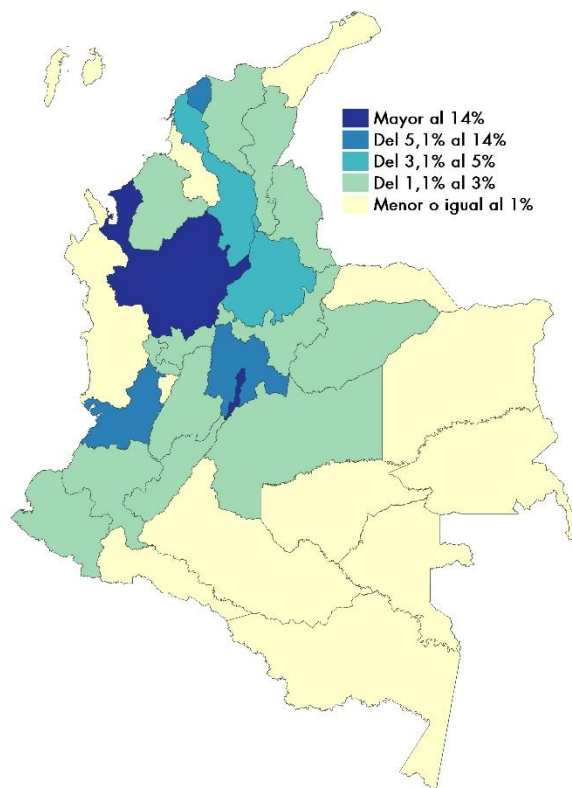 Mayor al 14%
Del 5,1% al 14%
Del 3,1% al 5%
Del 1,1% al 3%
Menor o igual al 1%